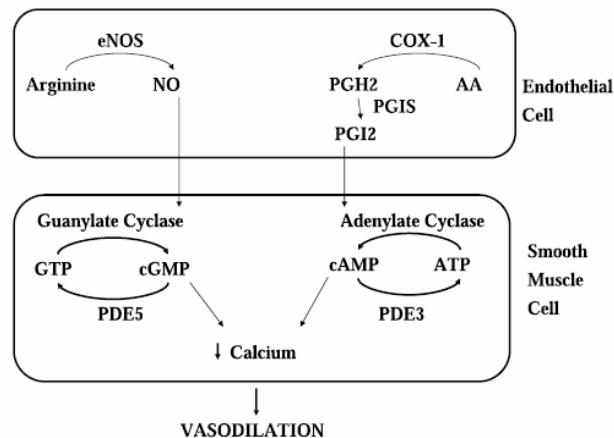 eNOS
COX-1
Arginine NO PGH2 AA
PGIS
PGI2
Endothelial
Cell
Guanylate Cyclase Adenylate Cyclase
GTP cGMP cAMP ATP
PDE5 PDE3
↓ Calcium
Smooth
Muscle
Cell
VASODILATION